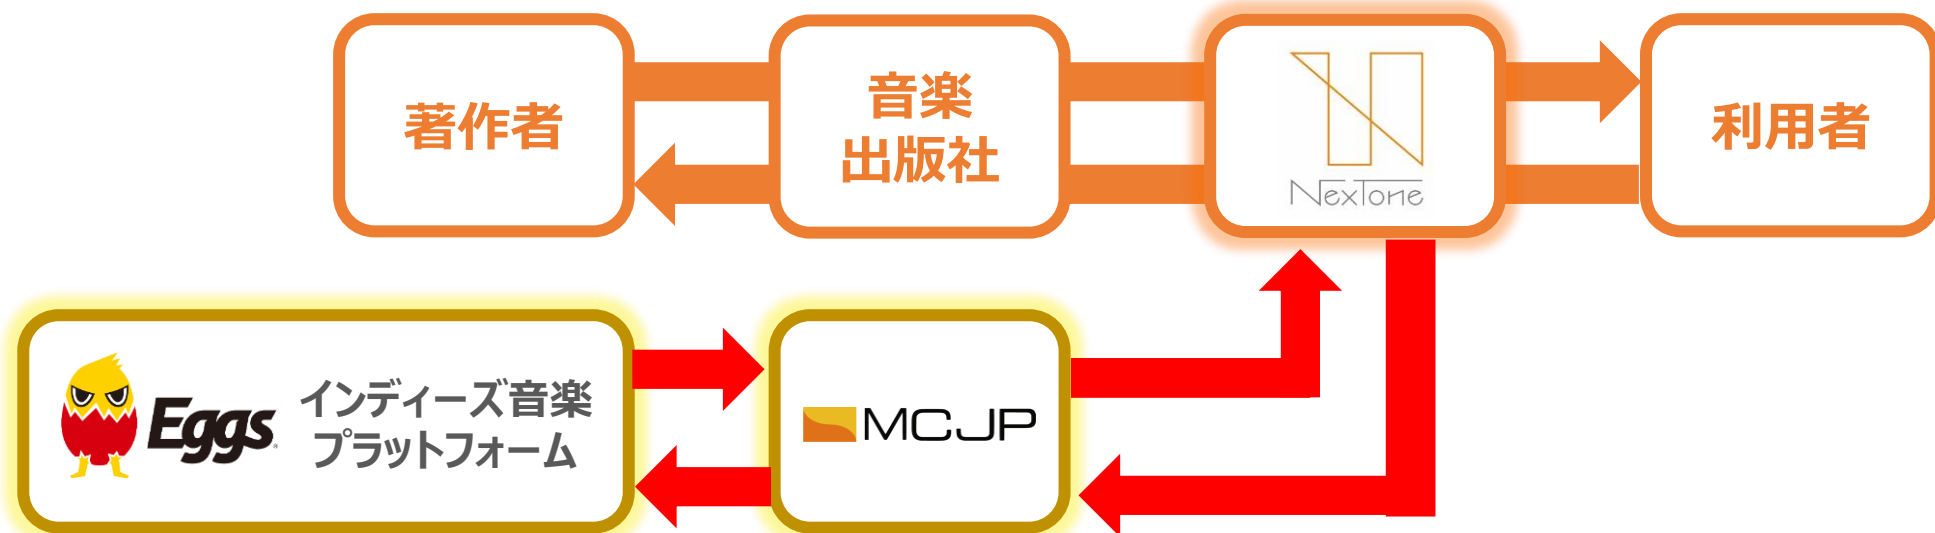 著作者
音楽
出版社
NexTone
利用者
Eggs
インディーズ音楽
プラットフォーム
MCJP